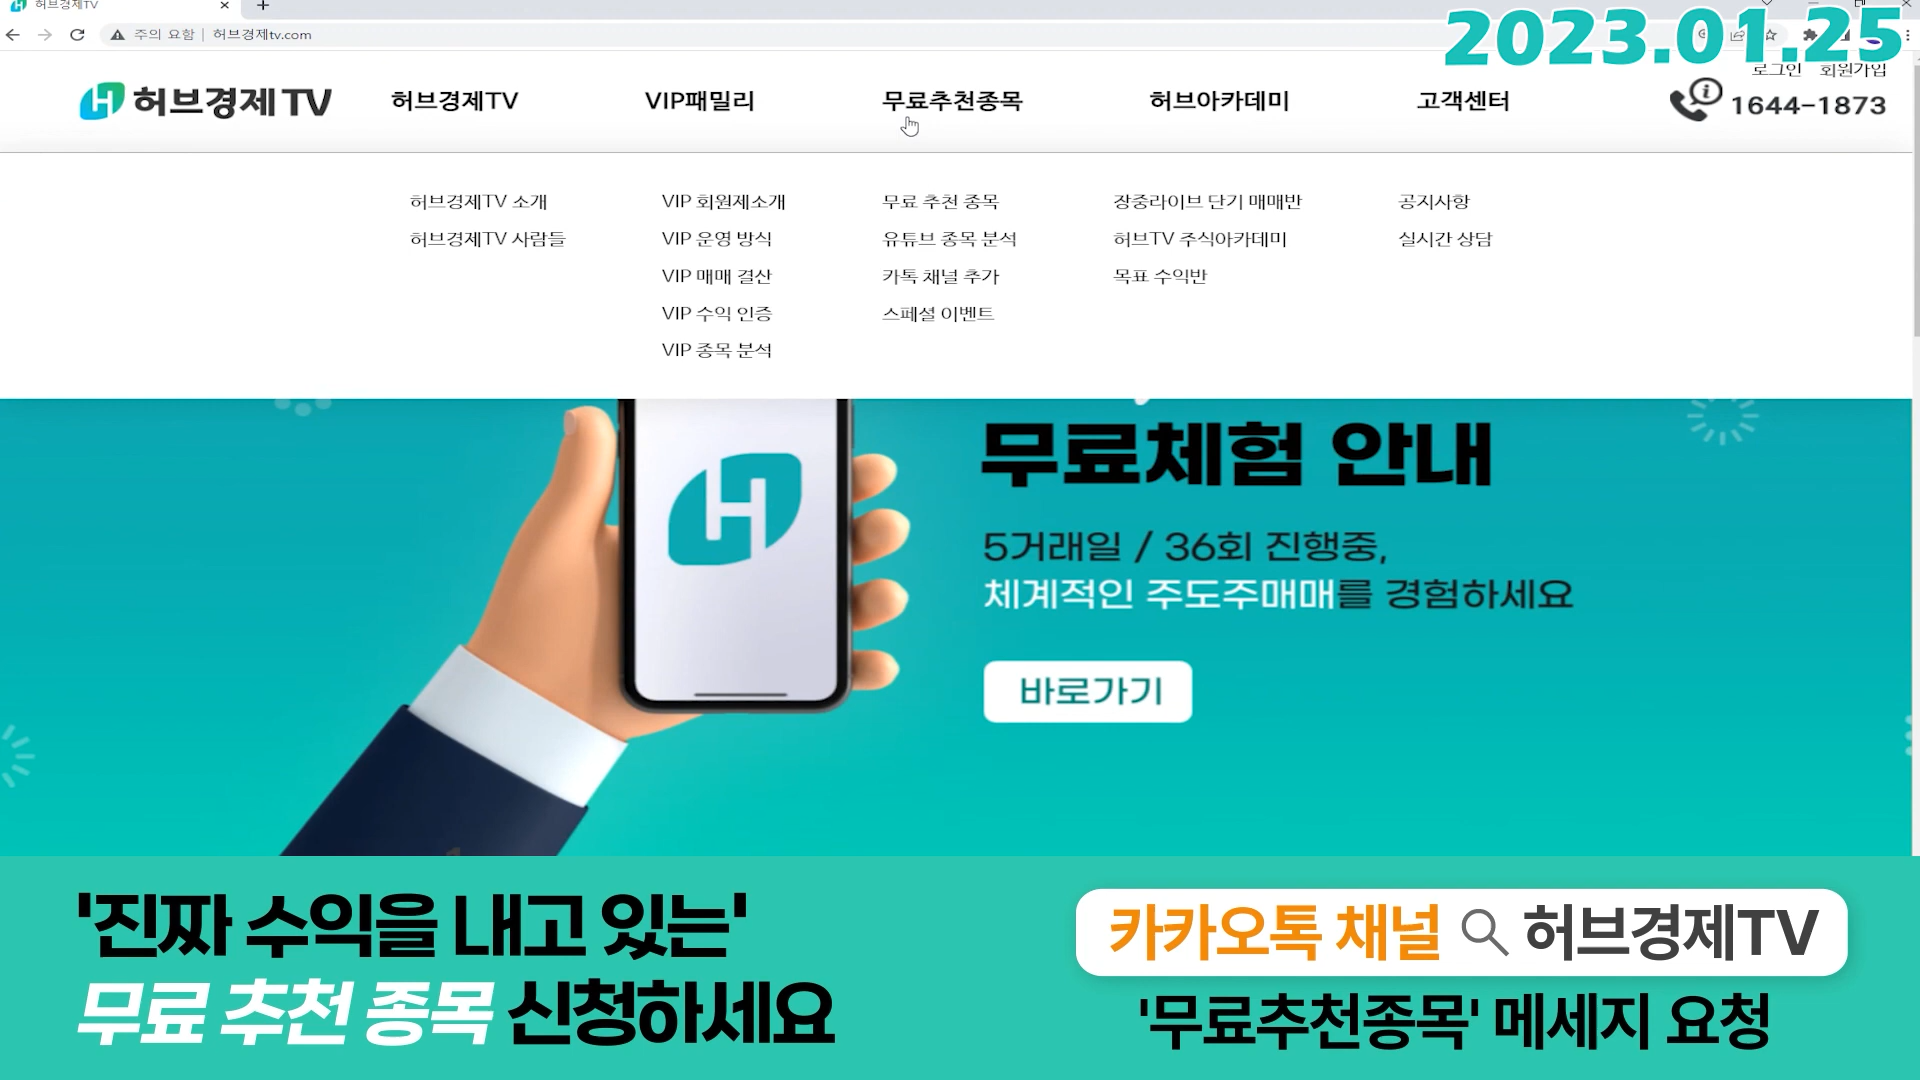 허브경제TV
주의 요함 | 허브경제tv.com
2023.01.25
로그인 회원가입
허브경제TV
허브경제TV VIP패밀리 무료추천종목 허브아카데미 고객센터
1644-1873
허브경제TV 소개
허브경제TV 사람들
VIP 회원제소개
VIP 운영 방식
VIP 매매 결산
VIP 수익 인증
VIP 종목 분석
무료 추천 종목
유튜브 종목 분석
카톡 채널 추가
스페셜 이벤트
장중라이브 단기 매매반
허브TV 주식아카데미
목표 수익반
공지사항
실시간 상담
무료체험 안내
5거래일 / 36회 진행중,
체계적인 주도주매매를 경험하세요
바로가기
'진짜 수익을 내고 있는'
무료 추천 종목 신청하세요
카카오톡 채널 허브경제TV
'무료추천종목' 메세지 요청